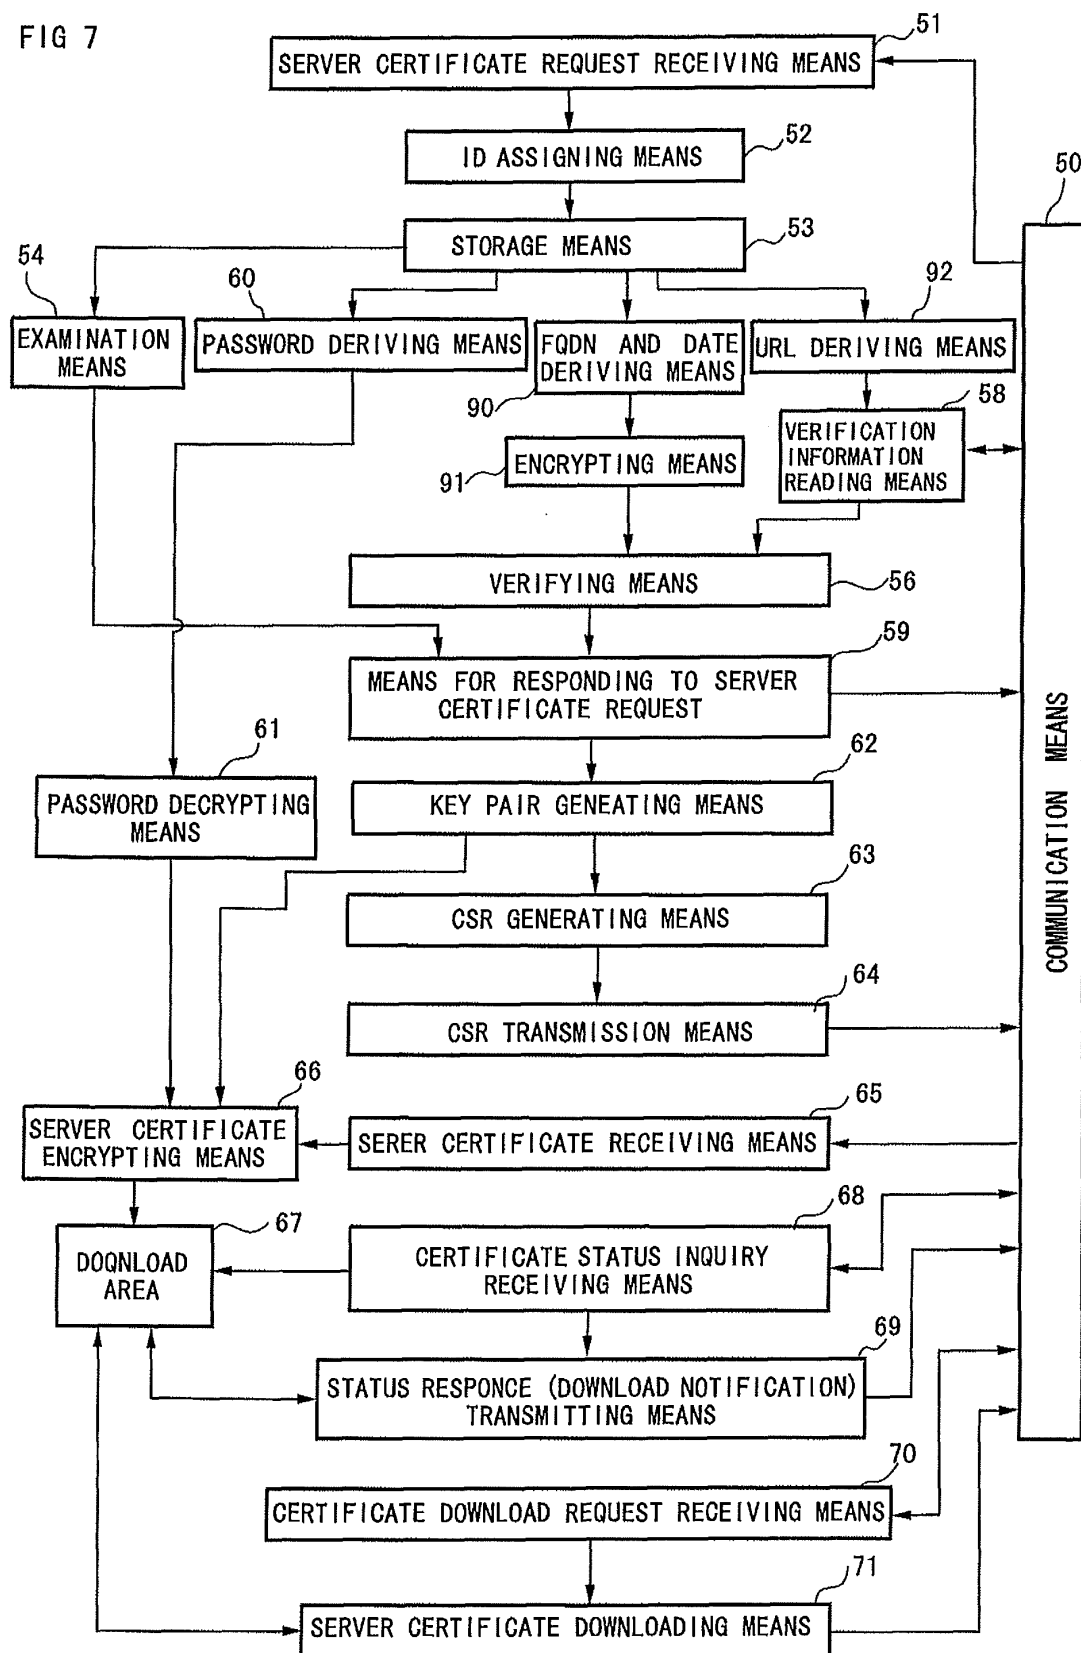 FIG 7
51
SERVER CERTIFICATE REQUEST RECEIVING MEANS
52
ID ASSIGNING MEANS
50
53
STORAGE MEANS
54
60
92
EXAMINATION
MEANS
PASSWORD DERIVING MEANS
FQDN AND DATE
DERIVING MEANS
URL DERIVING MEANS
90
58
VERIFICATION
INFORMATION
READING MEANS
91
ENCRYPTING MEANS
VERIFYING MEANS
56
59
MEANS FOR RESPONDING TO SERVER
CERTIFICATE REQUEST
COMMUNICATION MEANS
61
62
PASSWORD DECRYPTING
MEANS
KEY PAIR GENEATING MEANS
63
CSR GENERATING MEANS
64
CSR TRANSMISSION MEANS
66
65
SERVER CERTIFICATE
ENCRYPTING MEANS
SERER CERTIFICATE RECEIVING MEANS
67
68
DOQNLOAD
AREA
CERTIFICATE STATUS INQUIRY
RECEIVING MEANS
69
STATUS RESPONCE (DOWNLOAD NOTIFICATION)
TRANSMITTING MEANS
70
CERTIFICATE DOWNLOAD REQUEST RECEIVING MEANS
71
SERVER CERTIFICATE DOWNLOADING MEANS